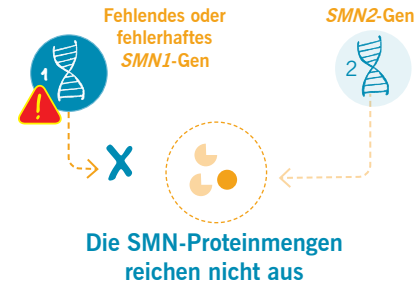 Fehlendes oder
fehlerhaftes
SMN1-Gen
SMN2-Gen
1
!
2
X
Die SMN-Proteinmengen
reichen nicht aus